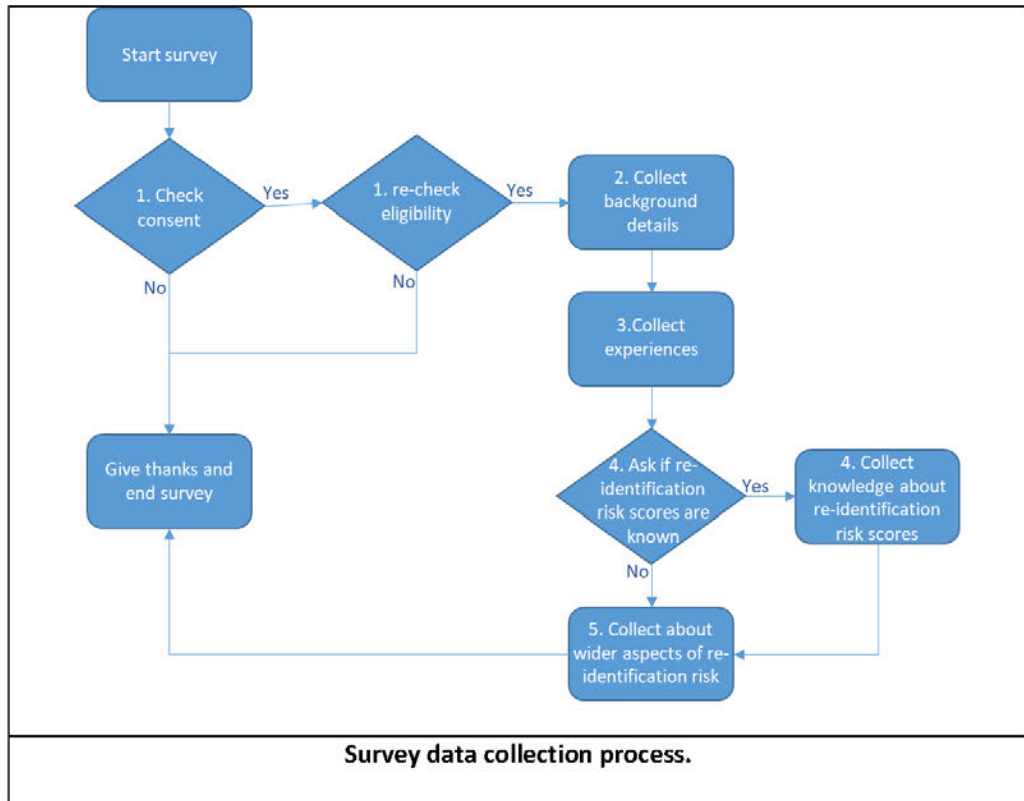 Start survey
1. Check
consent
Yes
1. re-check
eligibility
Yes
2. Collect
background
details
No
No
3.Collect
experiences
Give thanks and
end survey
4. Ask if re-
identification
risk scores are
known
Yes
4. Collect
knowledge about
re-identification
risk scores
No
5. Collect about
wider aspects of re-
identification risk
Survey data collection process.